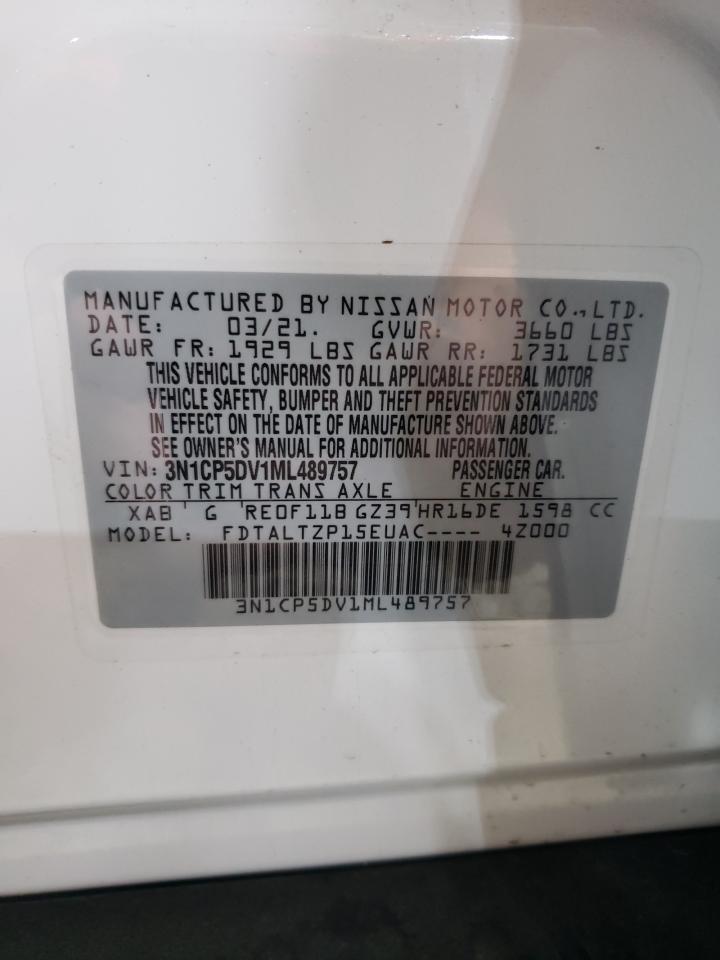 MANUFACTURED BY NISSAN MOTOR CO., LTD.
DATE: 03/21. GVWR: 3660 LBS
GAWR FR: 1929 LBS GAWR RR: 1731 LBS
THIS VEHICLE CONFORMS TO ALL APPLICABLE FEDERAL MOTOR
VEHICLE SAFETY, BUMPER AND THEFT PREVENTION STANDARDS
IN EFFECT ON THE DATE OF MANUFACTURE SHOWN ABOVE.
SEE OWNER'S MANUAL FOR ADDITIONAL INFORMATION.
VIN: 3N1CP5DV1ML489757 PASSENGER CAR.
COLOR TRIM TRANS AXLE ENGINE
XAB G RE0F11B GZ39 HR16DE 1598 CC
MODEL: FDTALTZP15EUAC---- 4Z000
3N1CP5DV1ML489757